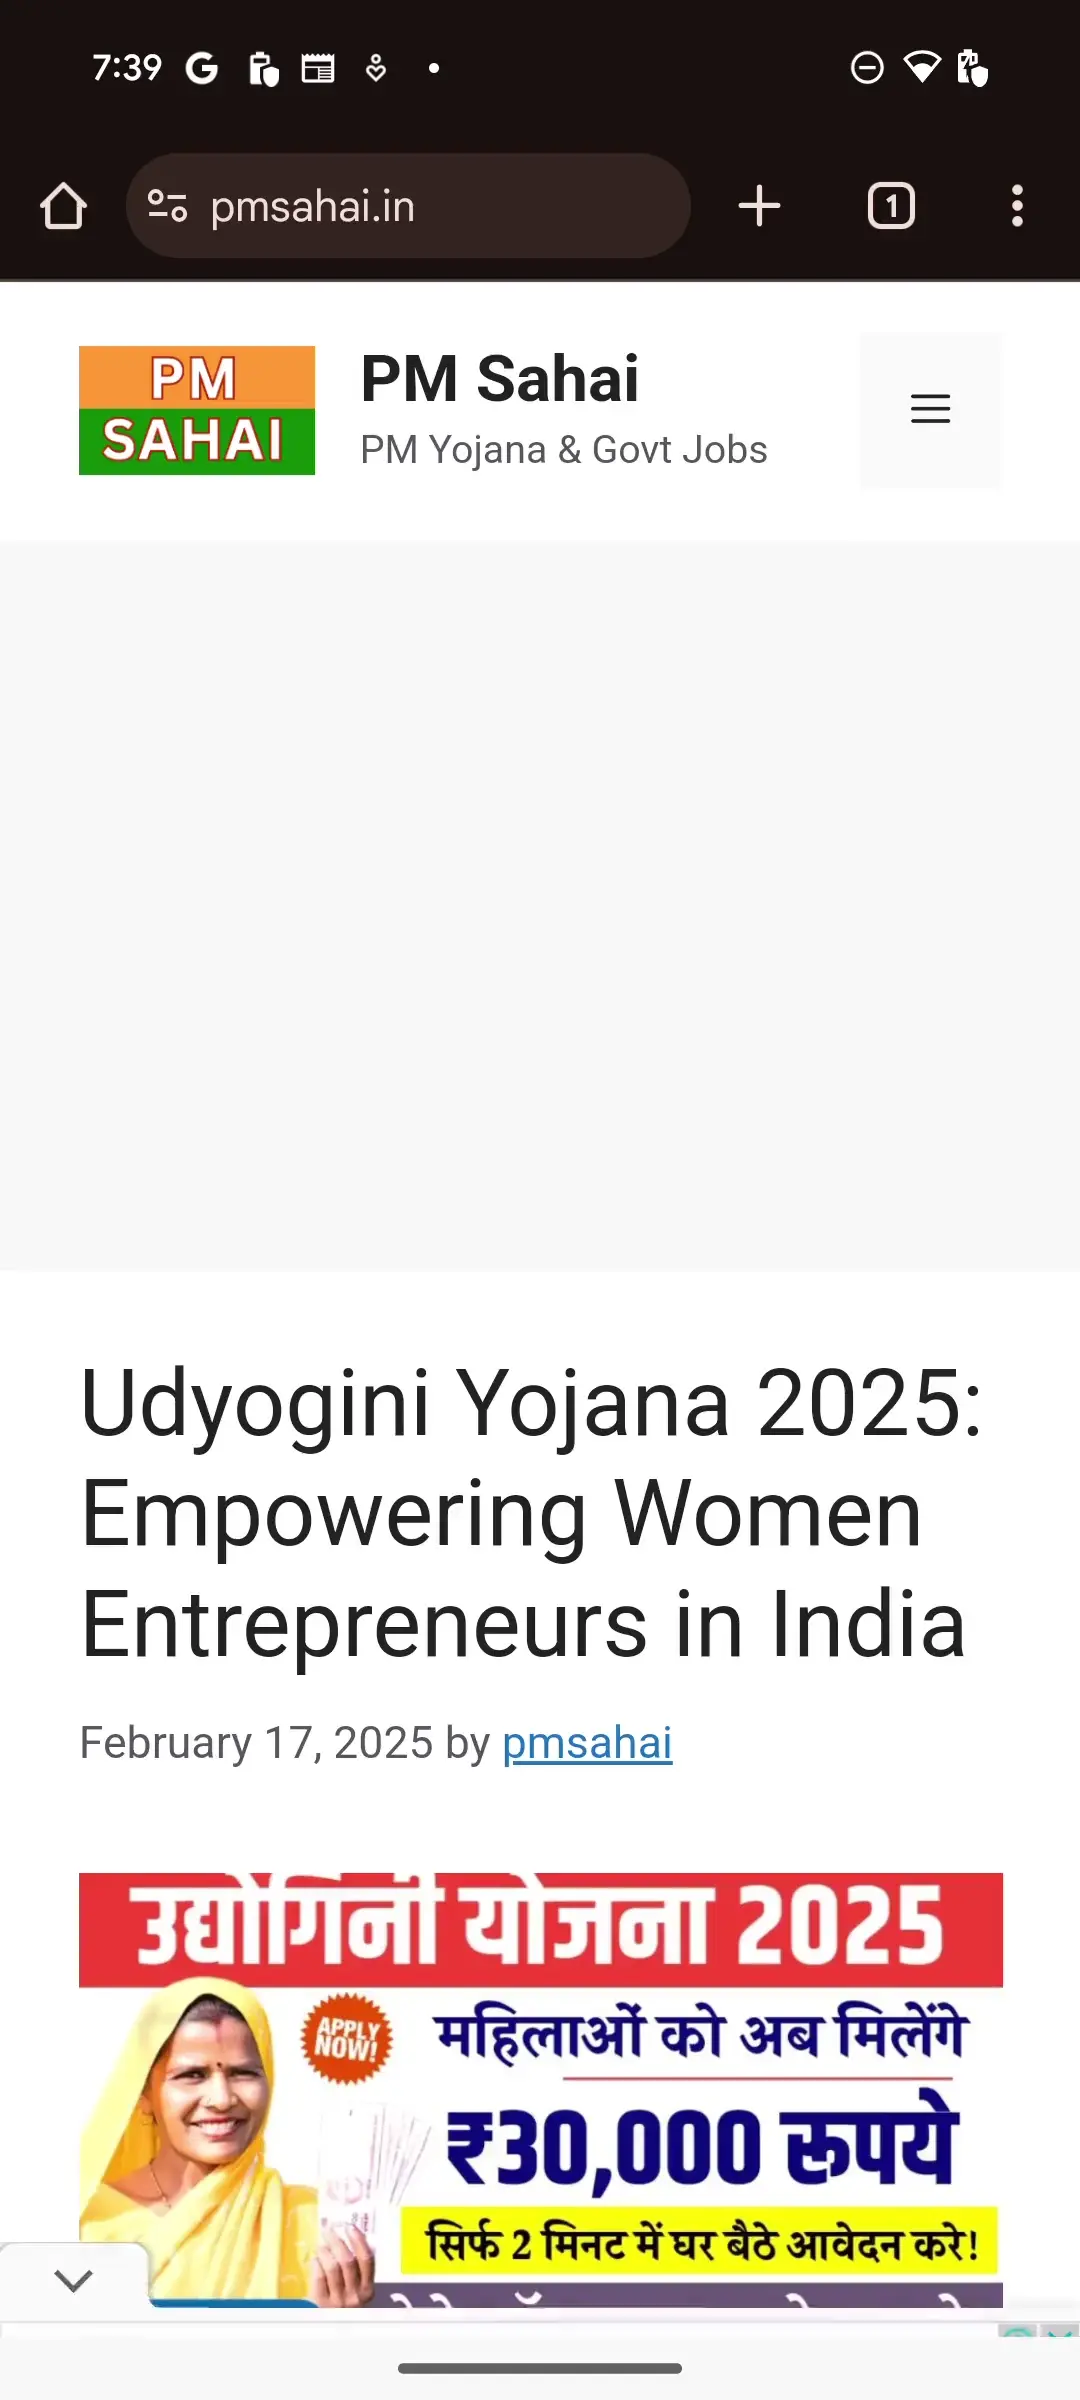 7:39
pmsahai.in
1
PM
SAHAI
PM Sahai
PM Yojana & Govt Jobs
Udyogini Yojana 2025:
Empowering Women
Entrepreneurs in India
February 17, 2025 by pmsahai
उद्योगिनी योजना 2025
APPLY
NOW!
महिलाओं को अब मिलेंगे
₹30,000 रूपये
सिर्फ 2 मिनट में घर बैठे आवेदन करे!